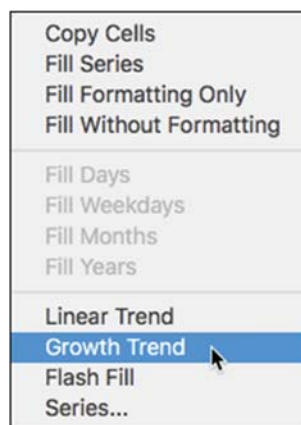 Copy Cells
Fill Series
Fill Formatting Only
Fill Without Formatting
Fill Days
Fill Weekdays
Fill Months
Fill Years
Linear Trend
Growth Trend
Flash Fill
Series...